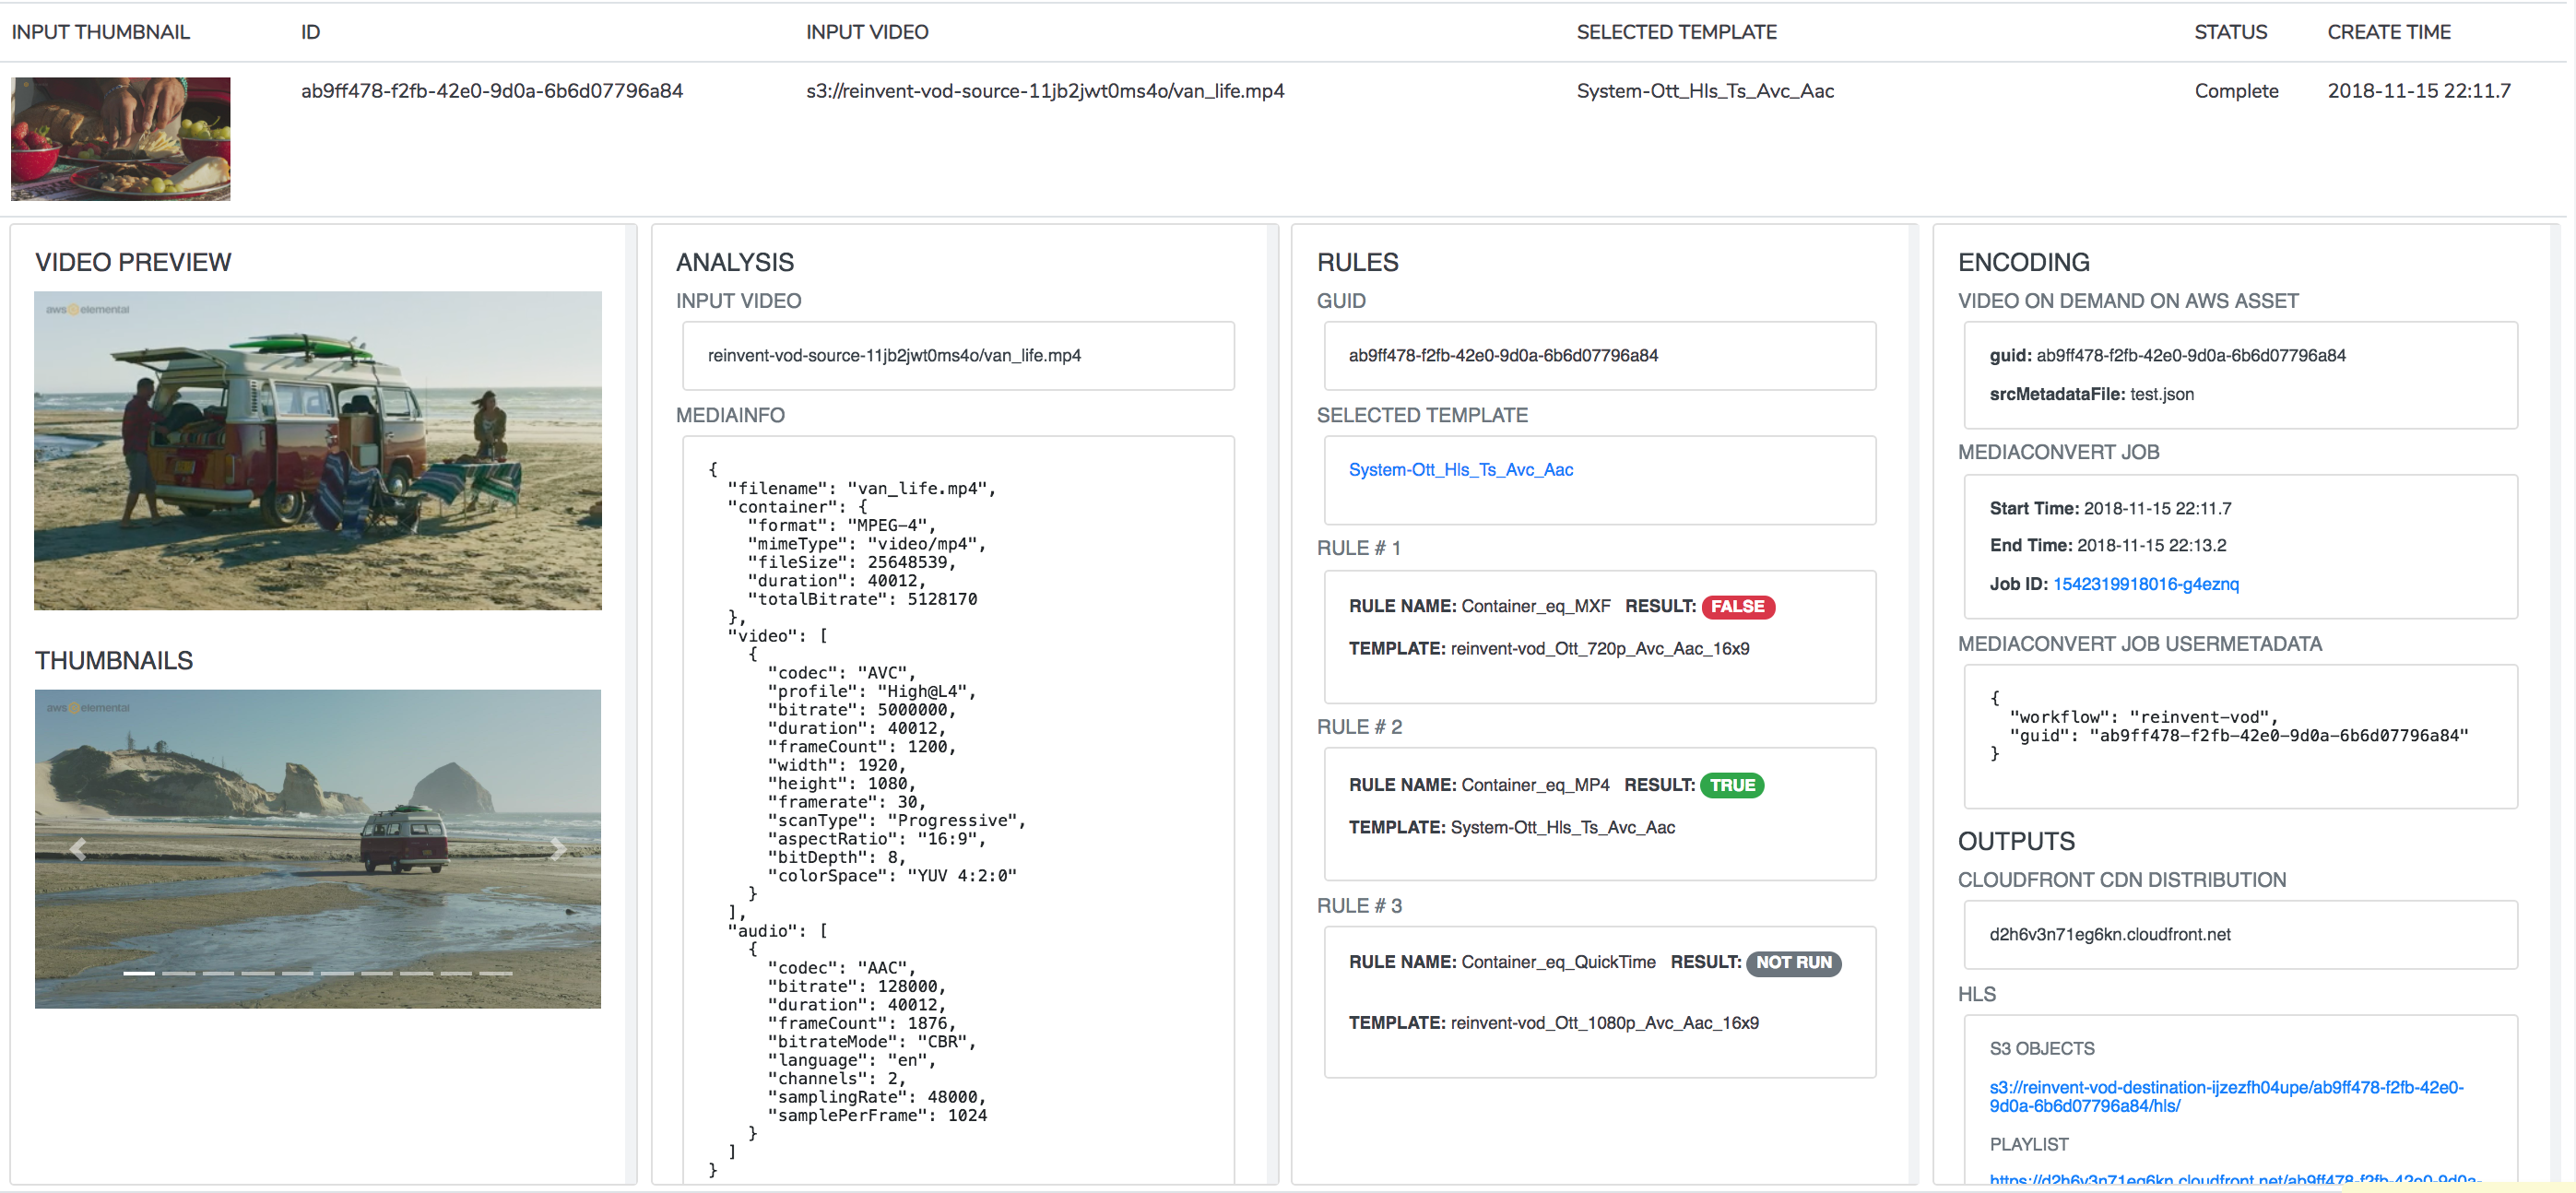 INPUT THUMBNAIL ID INPUT VIDEO SELECTED TEMPLATE STATUS CREATE TIME
ab9ff478-f2fb-42e0-9d0a-6b6d07796a84 s3://reinvent-vod-source-11jb2jwt0ms4o/van_life.mp4 System-Ott_Hls_Ts_Avc_Aac Complete 2018-11-15 22:11.7
VIDEO PREVIEW
aws elemental
THUMBNAILS
aws elemental
ANALYSIS
INPUT VIDEO
reinvent-vod-source-11jb2jwt0ms4o/van_life.mp4
MEDIAINFO
{
"filename": "van_life.mp4",
"container": {
"format": "MPEG-4",
"mimeType": "video/mp4",
"fileSize": 25648539,
"duration": 40012,
"totalBitrate": 5128170
},
"video": [
{
"codec": "AVC",
"profile": "High@L4",
"bitrate": 5000000,
"duration": 40012,
"frameCount": 1200,
"width": 1920,
"height": 1080,
"framerate": 30,
"scanType": "Progressive",
"aspectRatio": "16:9",
"bitDepth": 8,
"colorSpace": "YUV 4:2:0"
}
],
"audio": [
{
"codec": "AAC",
"bitrate": 128000,
"duration": 40012,
"frameCount": 1876,
"bitrateMode": "CBR",
"language": "en",
"channels": 2,
"samplingRate": 48000,
"samplePerFrame": 1024
}
]
}
RULES
GUID
ab9ff478-f2fb-42e0-9d0a-6b6d07796a84
SELECTED TEMPLATE
System-Ott_Hls_Ts_Avc_Aac
RULE # 1
RULE NAME: Container_eq_MXF RESULT: FALSE
TEMPLATE: reinvent-vod_Ott_720p_Avc_Aac_16x9
RULE # 2
RULE NAME: Container_eq_MP4 RESULT: TRUE
TEMPLATE: System-Ott_Hls_Ts_Avc_Aac
RULE # 3
RULE NAME: Container_eq_QuickTime RESULT: NOT RUN
TEMPLATE: reinvent-vod_Ott_1080p_Avc_Aac_16x9
ENCODING
VIDEO ON DEMAND ON AWS ASSET
guid: ab9ff478-f2fb-42e0-9d0a-6b6d07796a84
srcMetadataFile: test.json
MEDIACONVERT JOB
Start Time: 2018-11-15 22:11.7
End Time: 2018-11-15 22:13.2
Job ID: 1542319918016-g4eznq
MEDIACONVERT JOB USERMETADATA
{
"workflow": "reinvent-vod",
"guid": "ab9ff478-f2fb-42e0-9d0a-6b6d07796a84"
}
OUTPUTS
CLOUDFRONT CDN DISTRIBUTION
d2h6v3n71eg6kn.cloudfront.net
HLS
S3 OBJECTS
s3://reinvent-vod-destination-ijzezfh04upe/ab9ff478-f2fb-42e0-
9d0a-6b6d07796a84/hls/
PLAYLIST
https://d2h6v3n71eg6kn.cloudfront.net/ab9ff478-f2fb-42e0-9d0a-